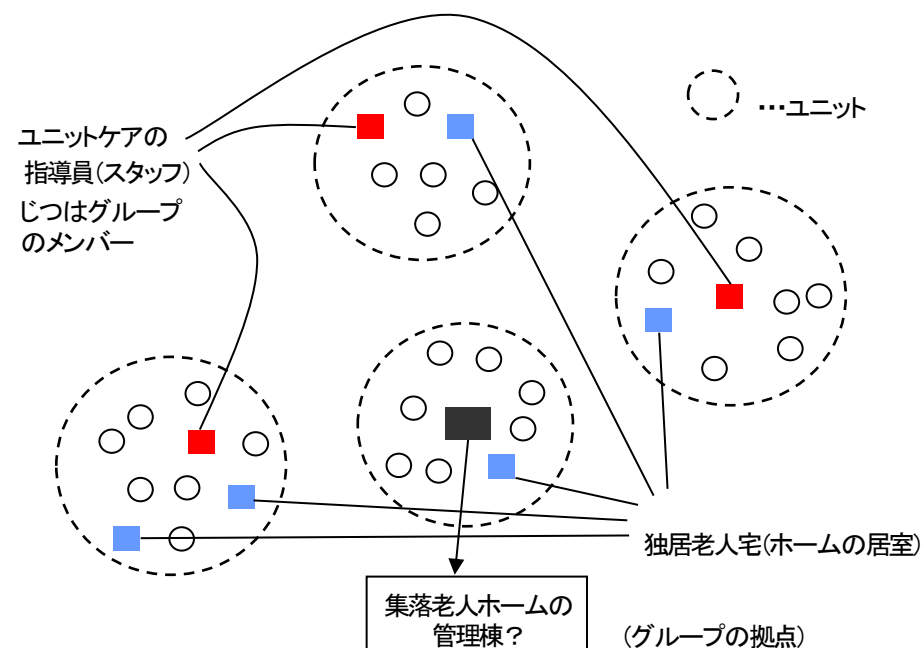 …ユニット
ユニットケアの
指導員(スタッフ)
じつはグループ
のメンバー
独居老人宅(ホームの居室)
集落老人ホームの
管理棟？
(グループの拠点)